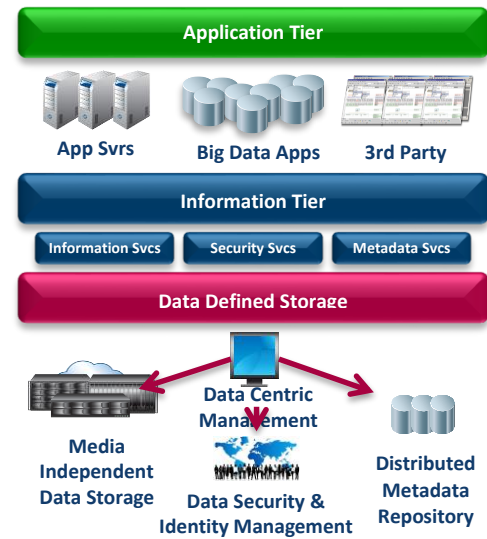 Application Tier
App Svrs
Big Data Apps
3rd Party
Information Tier
Information Svcs
Security Svcs
Metadata Svcs
Data Defined Storage
Data Centric
Management
Media
Independent
Data Storage
Data Security &
Identity Management
Distributed
Metadata
Repository